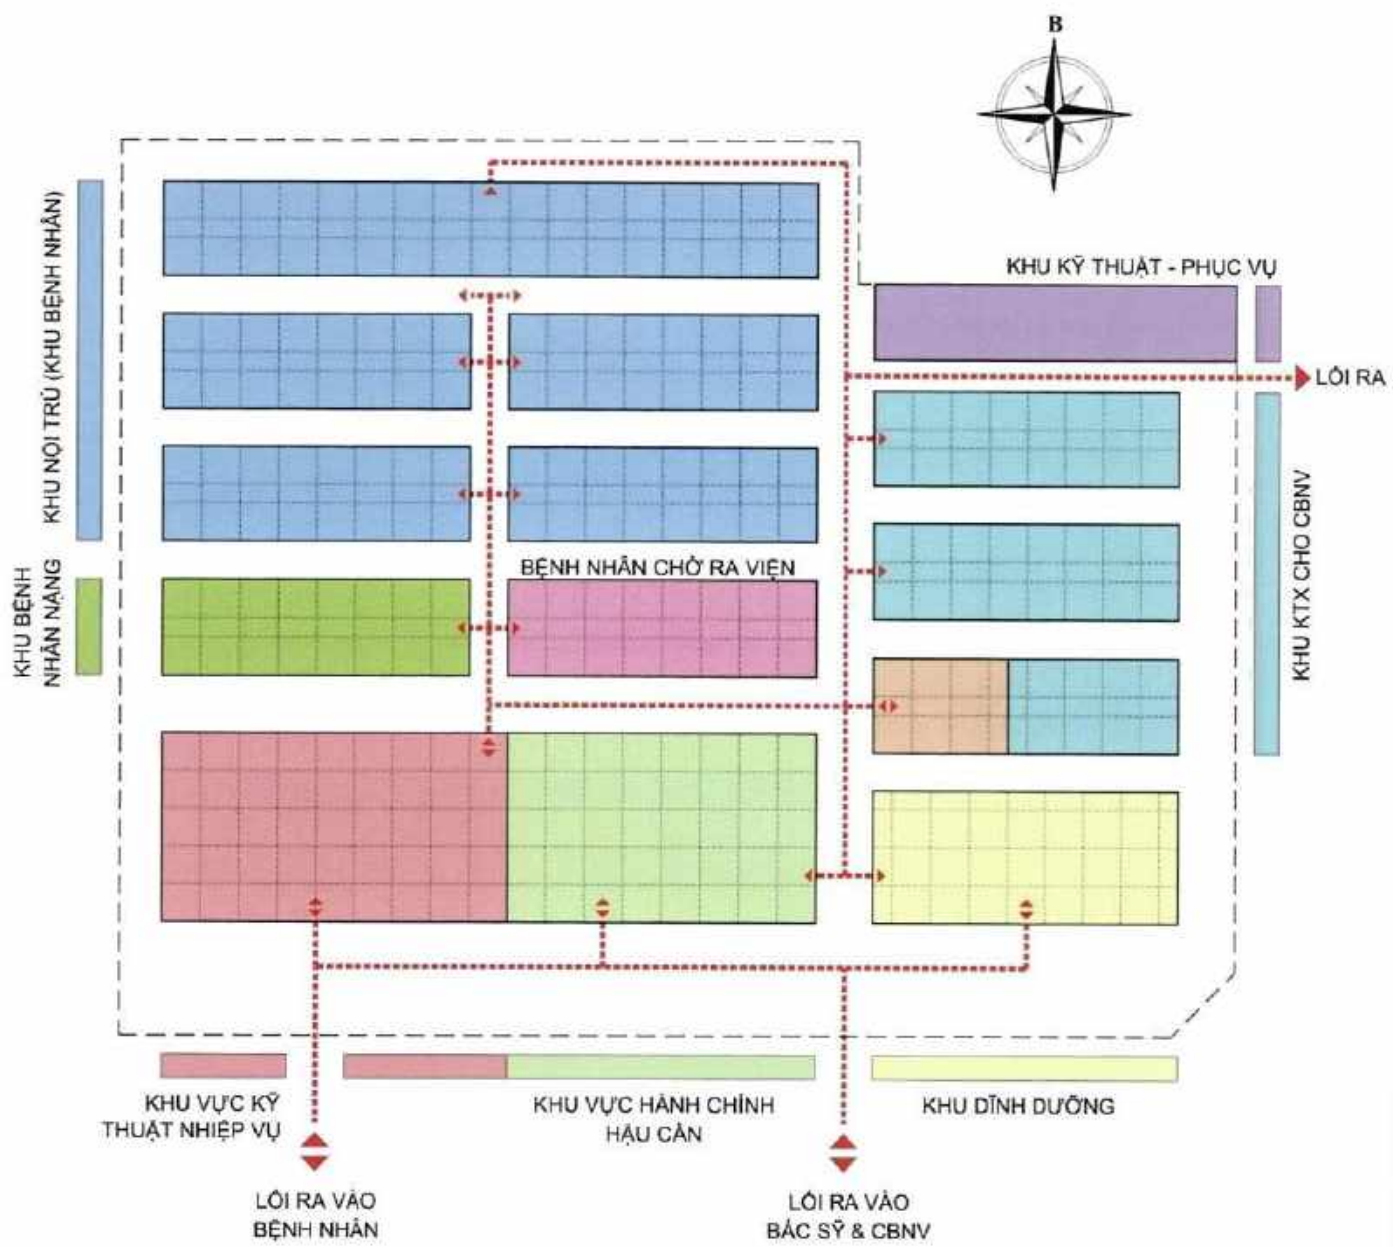 B
KHU KỸ THUẬT - PHỤC VỤ
LỐI RA
KHU NỘI TRÚ (KHU BỆNH NHÂN)
BỆNH NHÂN CHỜ RA VIỆN
KHU BỆNH
NHÂN NẶNG
KHU KTX CHO CBNV
KHU VỰC KỸ
THUẬT NHIỆP VỤ
KHU VỰC HÀNH CHÍNH
HẬU CẦN
KHU DĨNH DƯỠNG
LỐI RA VÀO
BỆNH NHÂN
LỐI RA VÀO
BÁC SỸ & CBNV